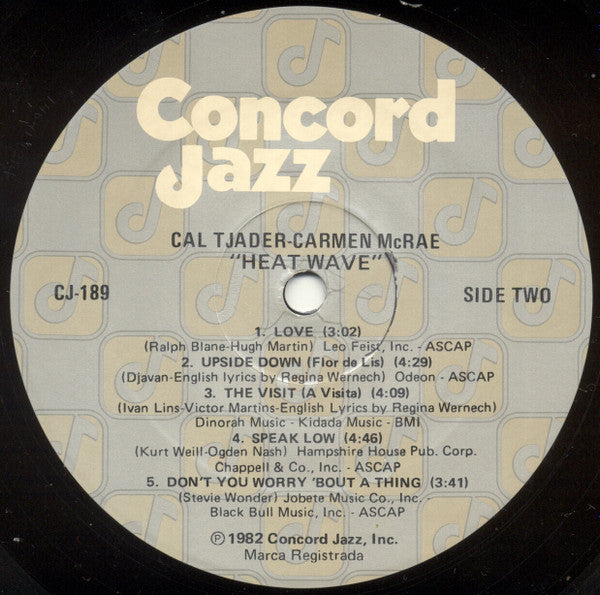 Concord
Jazz
CAL TJADER-CARMEN McRAE
"HEAT WAVE"
CJ-189
SIDE TWO
1. LOVE (3:02)
(Ralph Blane-Hugh Martin) Leo Feist, Inc. - ASCAP
2. UPSIDE DOWN (Flor de Lis) (4:29)
(Djavan-English lyrics by Regina Wernech) Odeon - ASCAP
3. THE VISIT (A Visita) (4:09)
(Ivan Lins-Victor Martins-English Lyrics by Regina Wernech)
Dinorah Music - Kidada Music - BMI
4. SPEAK LOW (4:46)
(Kurt Weill-Ogden Nash) Hampshire House Pub. Corp.
Chappell & Co., Inc. - ASCAP
5. DON'T YOU WORRY 'BOUT A THING (3:41)
(Stevie Wonder) Jobete Music Co., Inc. -
Black Bull Music, Inc. - ASCAP
Ⓟ 1982 Concord Jazz, Inc.
Marca Registrada